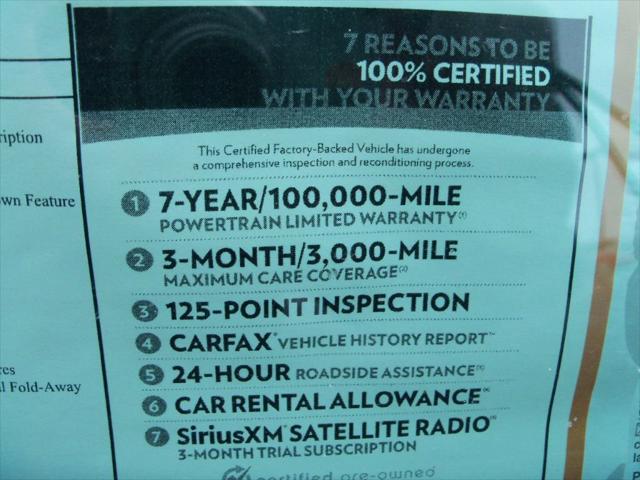 7 REASONS TO BE
100% CERTIFIED
WITH YOUR WARRANTY
This Certified Factory-Backed Vehicle has undergone
a comprehensive inspection and reconditioning process.
1 7-YEAR/100,000-MILE
POWERTRAIN LIMITED WARRANTY(1)
2 3-MONTH/3,000-MILE
MAXIMUM CARE COVERAGE(2)
3 125-POINT INSPECTION
4 CARFAX® VEHICLE HISTORY REPORT™
5 24-HOUR ROADSIDE ASSISTANCE
6 CAR RENTAL ALLOWANCE
7 SiriusXM® SATELLITE RADIO
3-MONTH TRIAL SUBSCRIPTION
certified pre-owned
ription
wn Feature
res
l Fold-Away